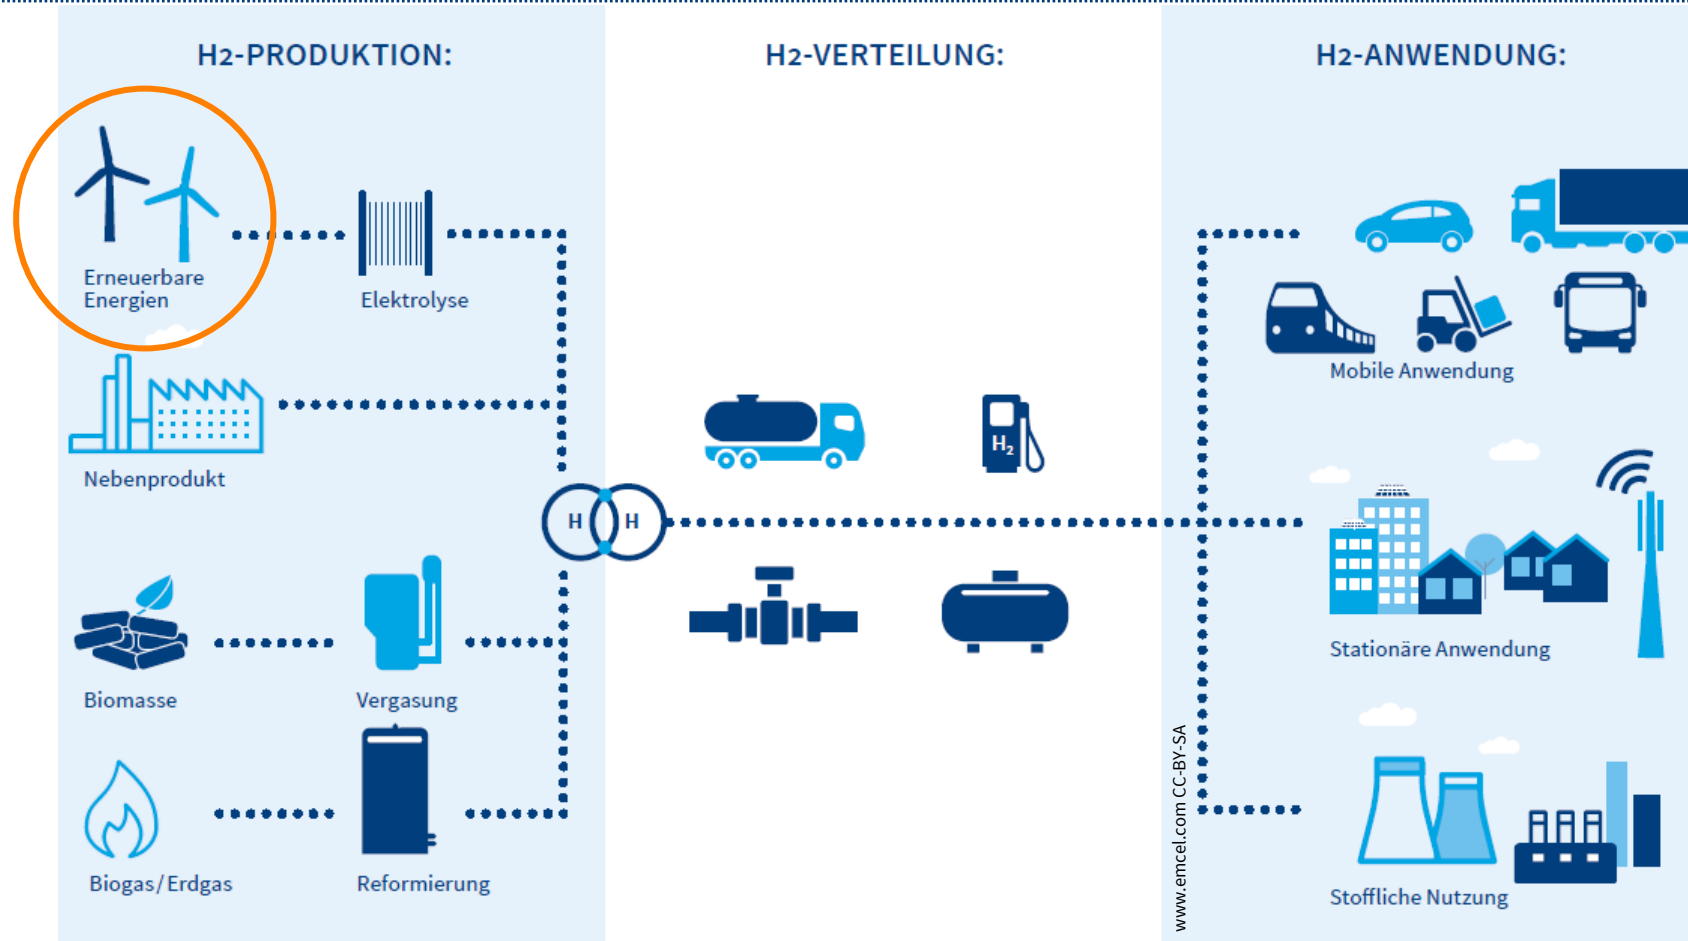 H2-PRODUKTION:
H2-VERTEILUNG:
H2-ANWENDUNG:
Erneuerbare
Energien
Elektrolyse
Nebenprodukt
Biomasse
Vergasung
Biogas/Erdgas
Reformierung
H H
H₂
Mobile Anwendung
Stationäre Anwendung
Stoffliche Nutzung
www.emcel.com CC-BY-SA